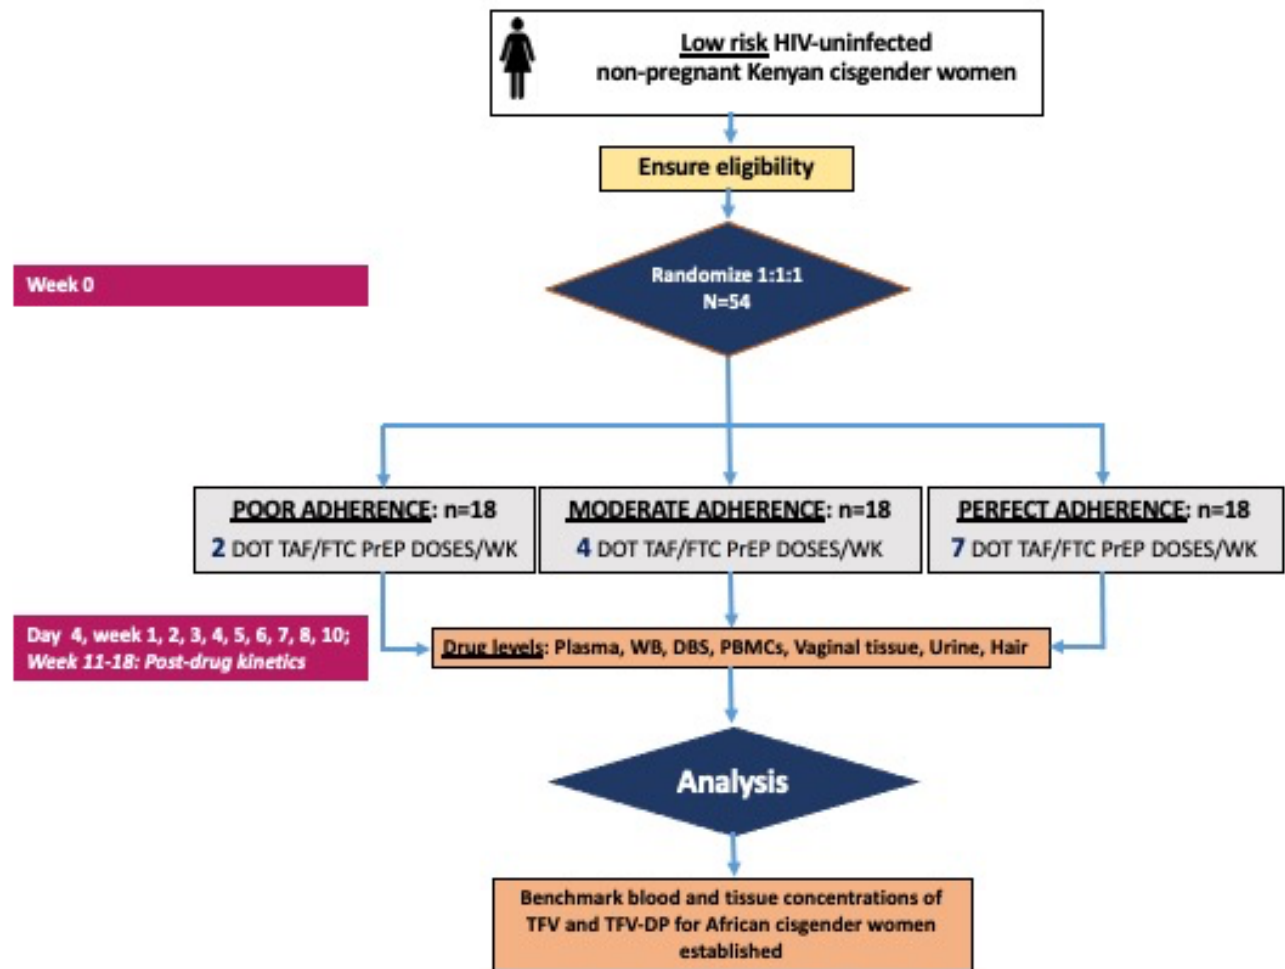 Low risk HIV-uninfected
non-pregnant Kenyan cisgender women
Ensure eligibility
Week 0
Randomize 1:1:1
N=54
POOR ADHERENCE: n=18
2 DOT TAF/FTC PrEP DOSES/WK
MODERATE ADHERENCE: n=18
4 DOT TAF/FTC PrEP DOSES/WK
PERFECT ADHERENCE: n=18
7 DOT TAF/FTC PrEP DOSES/WK
Day 4, week 1, 2, 3, 4, 5, 6, 7, 8, 10;
Week 11-18: Post-drug kinetics
Drug levels: Plasma, WB, DBS, PBMCs, Vaginal tissue, Urine, Hair
Analysis
Benchmark blood and tissue concentrations of
TFV and TFV-DP for African cisgender women
established